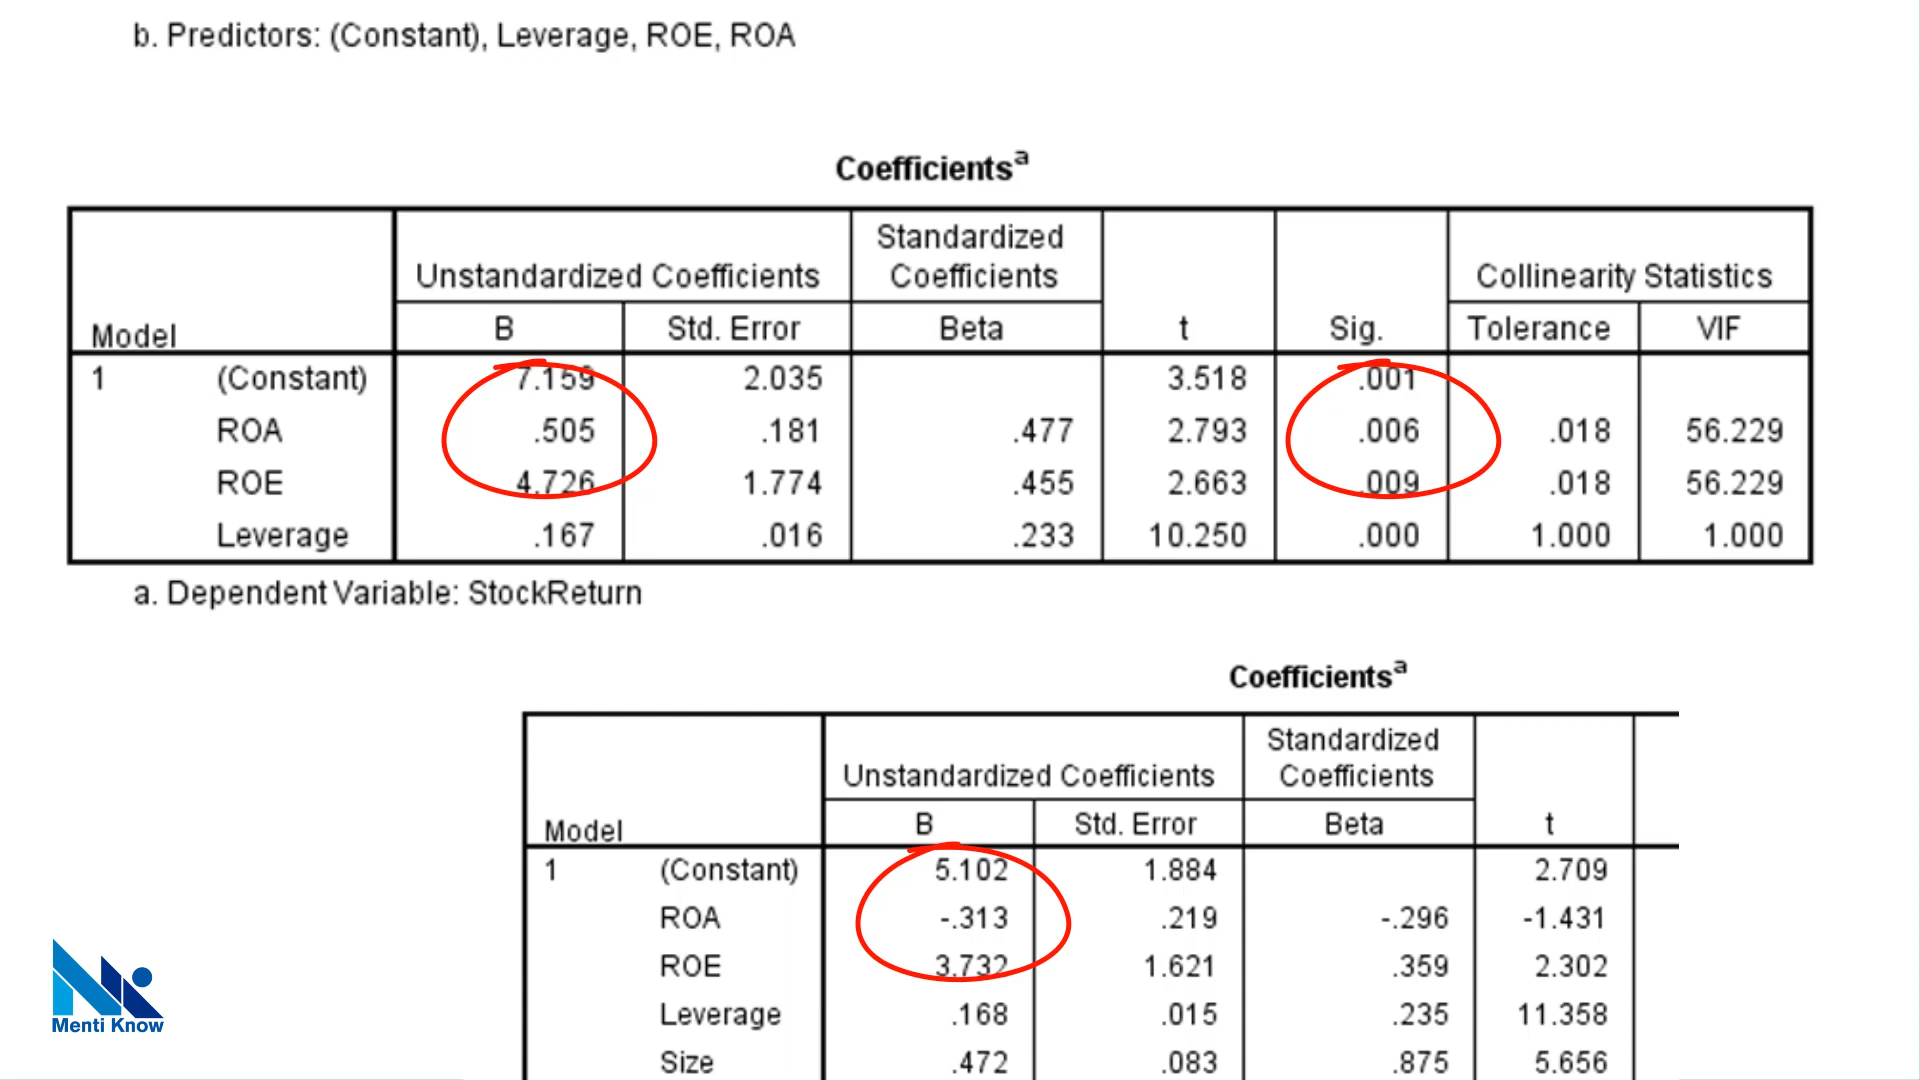 b. Predictors: (Constant), Leverage, ROE, ROA
Coefficientsᵃ
Model Unstandardized Coefficients Standardized Coefficients t Sig. Collinearity Statistics
B Std. Error Beta Tolerance VIF
1 (Constant) 7.159 2.035 3.518 .001
ROA .505 .181 .477 2.793 .006 .018 56.229
ROE 4.726 1.774 .455 2.663 .009 .018 56.229
Leverage .167 .016 .233 10.250 .000 1.000 1.000
a. Dependent Variable: StockReturn
Coefficientsᵃ
Model Unstandardized Coefficients Standardized Coefficients t
B Std. Error Beta
1 (Constant) 5.102 1.884 2.709
ROA -.313 .219 -.296 -1.431
ROE 3.732 1.621 .359 2.302
Leverage .168 .015 .235 11.358
Size .472 .083 .875 5.656
Menti Know